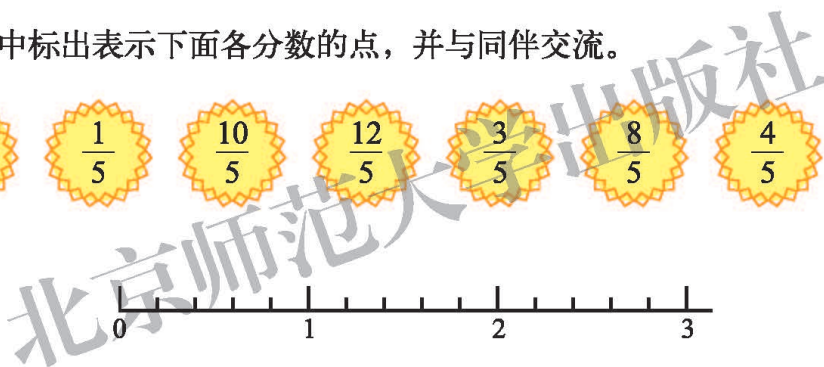 中标出表示下面各分数的点，并与同伴交流。
1/5 10/5 12/5 3/5 8/5 4/5
0 1 2 3
北京师范大学出版社